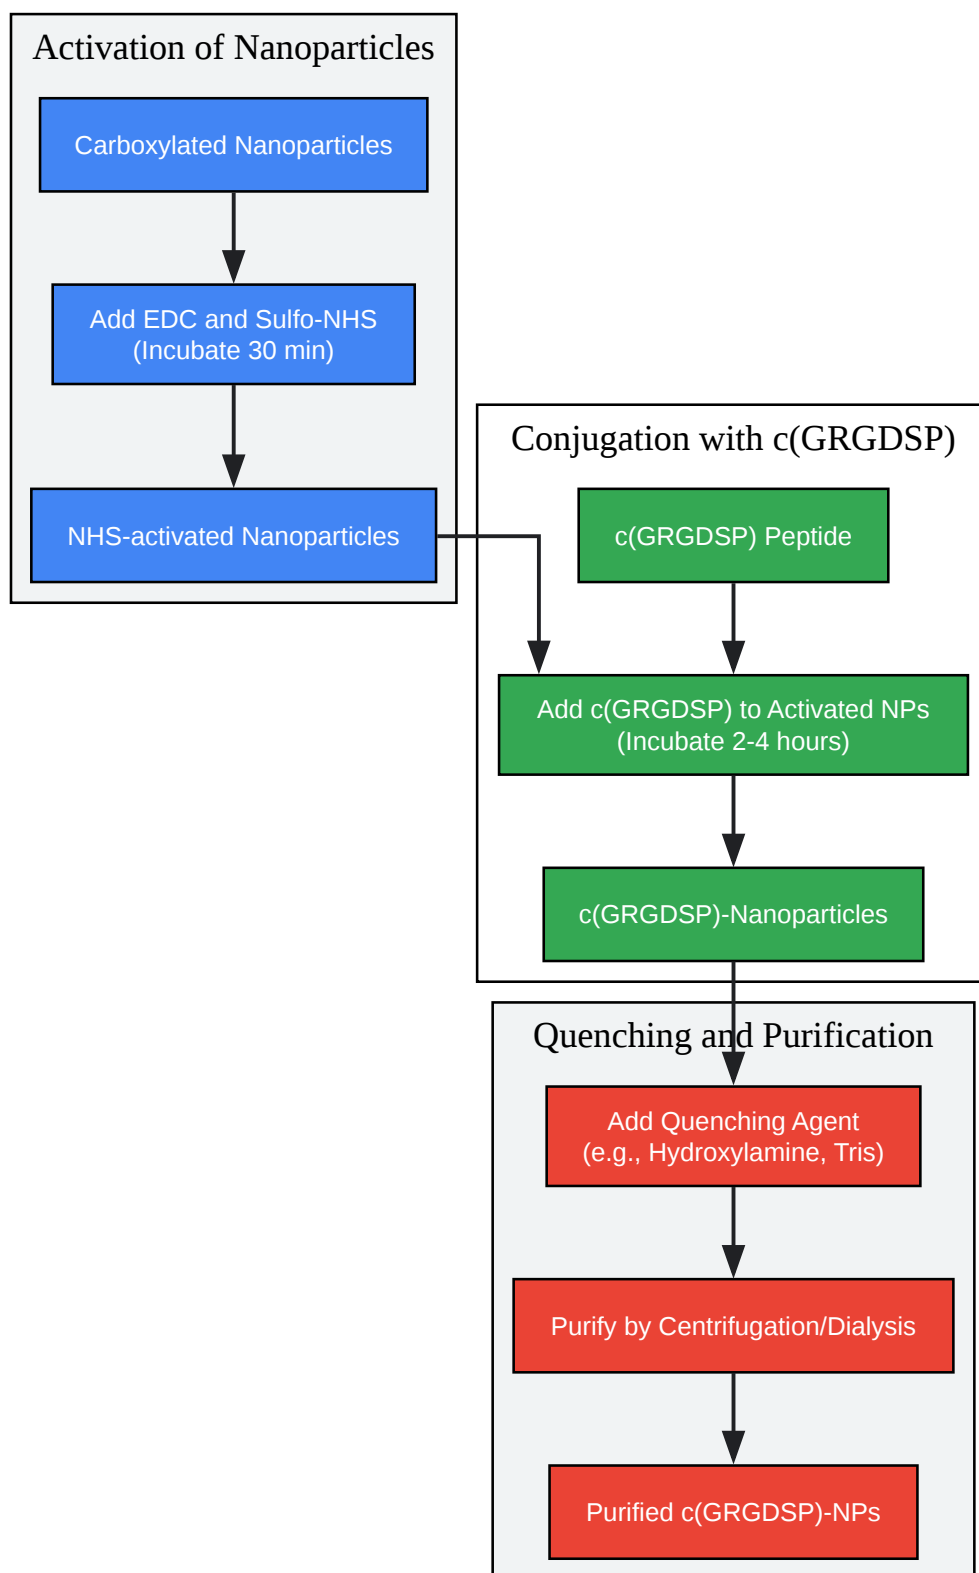 Activation of Nanoparticles
Carboxylated Nanoparticles
Add EDC and Sulfo-NHS
(Incubate 30 min)
NHS-activated Nanoparticles
Conjugation with c(GRGDSP)
c(GRGDSP) Peptide
Add c(GRGDSP) to Activated NPs
(Incubate 2-4 hours)
c(GRGDSP)-Nanoparticles
Quenching and Purification
Add Quenching Agent
(e.g., Hydroxylamine, Tris)
Purify by Centrifugation/Dialysis
Purified c(GRGDSP)-NPs